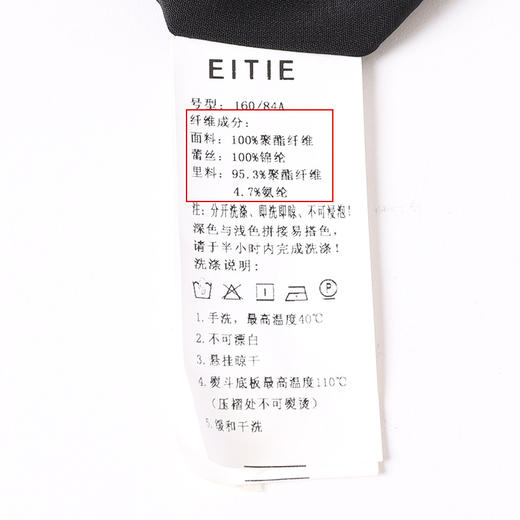 EITIE
号型: 160/84A
纤维成分:
面料: 100%聚酯纤维
蕾丝: 100%锦纶
里料: 95.3%聚酯纤维
4.7%氨纶
注: 分开洗涤、即洗即晾、不可浸泡!
深色与浅色拼接易搭色,
请于半小时内完成洗涤!
洗涤说明:
P
1.手洗, 最高温度40℃
2.不可漂白
3.悬挂晾干
4.熨斗底板最高温度110℃
(压褶处不可熨烫)
5.缓和干洗